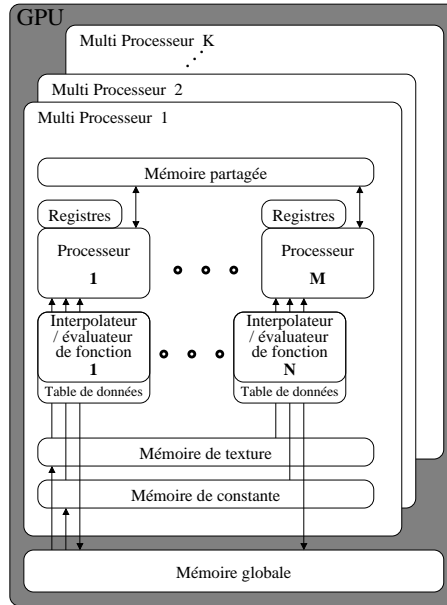 GPU
Multi Processeur K
Multi Processeur 2
Multi Processeur 1
Mémoire partagée
Registres
Registres
Processeur
1
Processeur
M
Interpolateur
/ évaluateur
de fonction
1
Table de données
Interpolateur
/ évaluateur
de fonction
N
Table de données
Mémoire de texture
Mémoire de constante
Mémoire globale